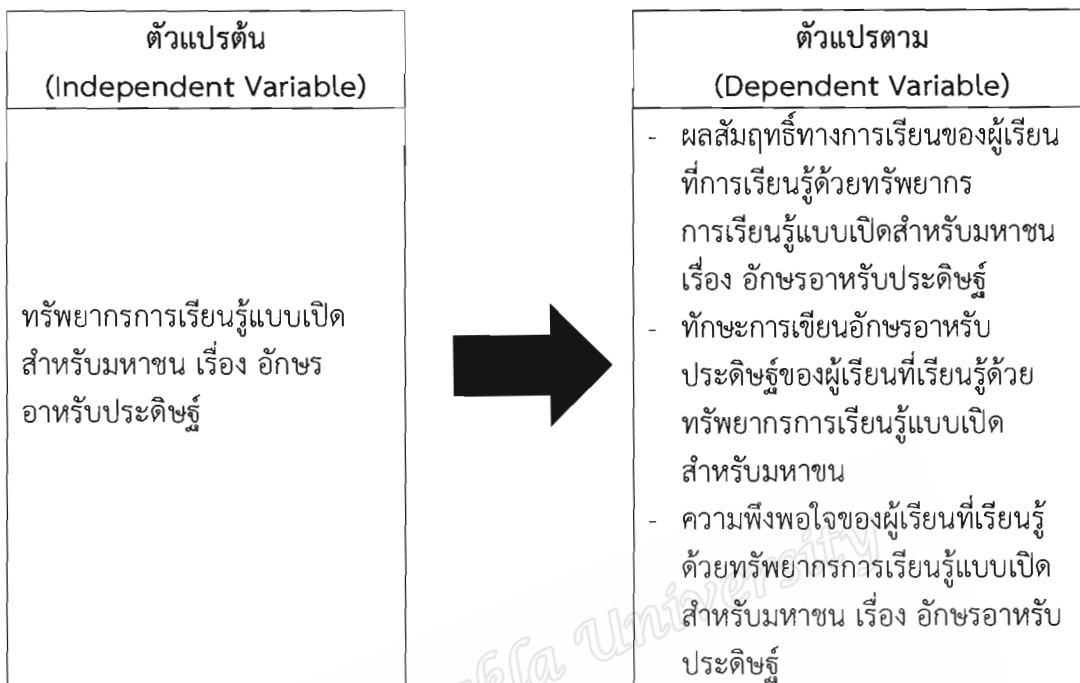 ตัวแปรต้น
(Independent Variable)
ทรัพยากรการเรียนรู้แบบเปิด
สำหรับมหาชน เรื่อง อักษร
อาหรับประดิษฐ์
ตัวแปรตาม
(Dependent Variable)
- ผลสัมฤทธิ์ทางการเรียนของผู้เรียน
ที่การเรียนรู้ด้วยทรัพยากร
การเรียนรู้แบบเปิดสำหรับมหาชน
เรื่อง อักษรอาหรับประดิษฐ์
- ทักษะการเขียนอักษรอาหรับ
ประดิษฐ์ของผู้เรียนที่เรียนรู้ด้วย
ทรัพยากรการเรียนรู้แบบเปิด
สำหรับมหาขน
- ความพึงพอใจของผู้เรียนที่เรียนรู้
ด้วยทรัพยากรการเรียนรู้แบบเปิด
สำหรับมหาชน เรื่อง อักษรอาหรับ
ประดิษฐ์
University